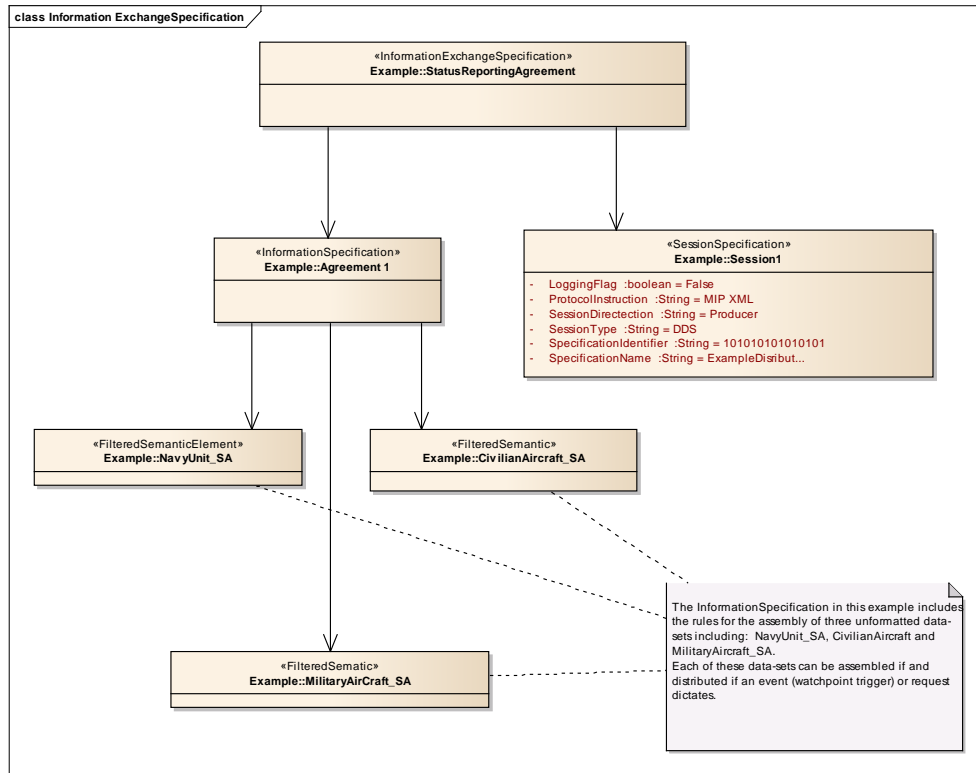 class Information ExchangeSpecification
«InformationExchangeSpecification»
Example::StatusReportingAgreement
«InformationSpecification»
Example::Agreement 1
«SessionSpecification»
Example::Session1
- LoggingFlag :boolean = False
- ProtocolInstruction :String = MIP XML
- SessionDirectection :String = Producer
- SessionType :String = DDS
- SpecificationIdentifier :String = 101010101010101
- SpecificationName :String = ExampleDisribut...
«FilteredSemanticElement»
Example::NavyUnit_SA
«FilteredSemantic»
Example::CivilianAircraft_SA
The InformationSpecification in this example includes
the rules for the assembly of three unformatted data-
sets including: NavyUnit_SA, CivilianAircraft and
MilitaryAircraft_SA.
Each of these data-sets can be assembled if and
distributed if an event (watchpoint trigger) or request
dictates.
«FilteredSematic»
Example::MilitaryAirCraft_SA